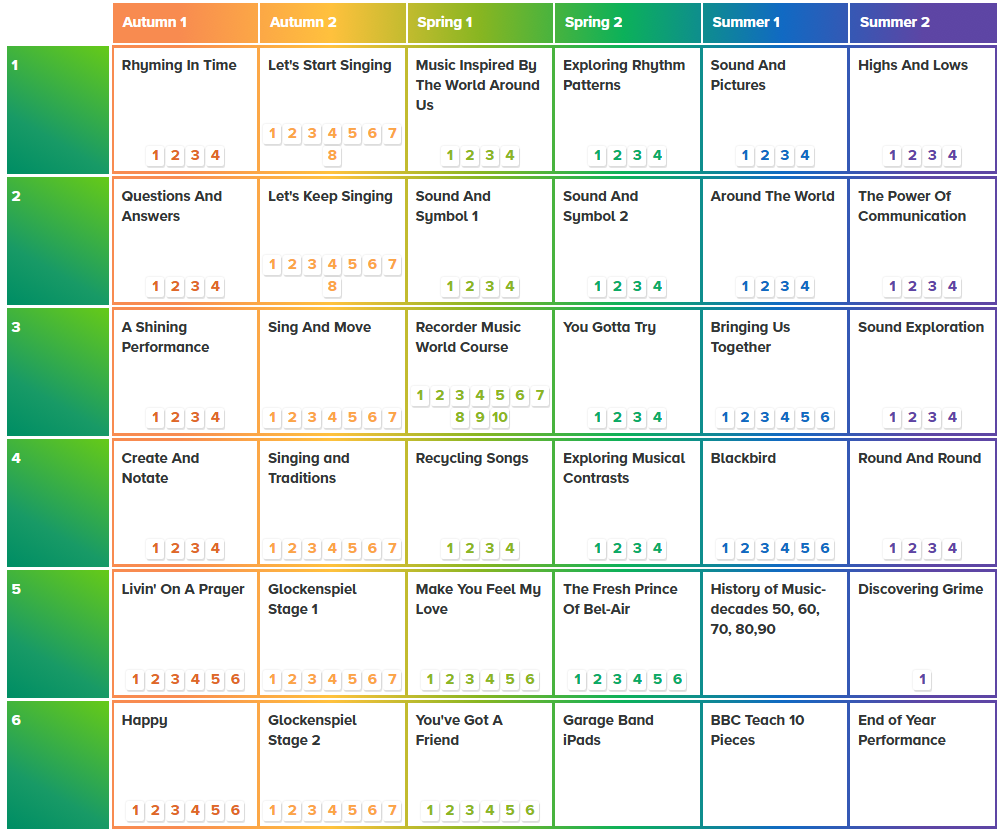 Autumn 1
Autumn 2
Spring 1
Spring 2
Summer 1
Summer 2
1
Rhyming In Time
1 2 3 4
Let's Start Singing
1 2 3 4 5 6 7
8
Music Inspired By
The World Around
Us
1 2 3 4
Exploring Rhythm
Patterns
1 2 3 4
Sound And
Pictures
1 2 3 4
Highs And Lows
1 2 3 4
2
Questions And
Answers
1 2 3 4
Let's Keep Singing
1 2 3 4 5 6 7
8
Sound And
Symbol 1
1 2 3 4
Sound And
Symbol 2
1 2 3 4
Around The World
1 2 3 4
The Power Of
Communication
1 2 3 4
3
A Shining
Performance
1 2 3 4
Sing And Move
1 2 3 4 5 6 7
Recorder Music
World Course
1 2 3 4 5 6 7
8 9 10
You Gotta Try
1 2 3 4
Bringing Us
Together
1 2 3 4 5 6
Sound Exploration
1 2 3 4
4
Create And
Notate
1 2 3 4
Singing and
Traditions
1 2 3 4 5 6 7
Recycling Songs
1 2 3 4
Exploring Musical
Contrasts
1 2 3 4
Blackbird
1 2 3 4 5 6
Round And Round
1 2 3 4
5
Livin' On A Prayer
1 2 3 4 5 6
Glockenspiel
Stage 1
1 2 3 4 5 6 7
Make You Feel My
Love
1 2 3 4 5 6
The Fresh Prince
Of Bel-Air
1 2 3 4 5 6
History of Music-
decades 50, 60,
70, 80,90
Discovering Grime
1
6
Happy
1 2 3 4 5 6
Glockenspiel
Stage 2
1 2 3 4 5 6 7
You've Got A
Friend
1 2 3 4 5 6
Garage Band
iPads
BBC Teach 10
Pieces
End of Year
Performance